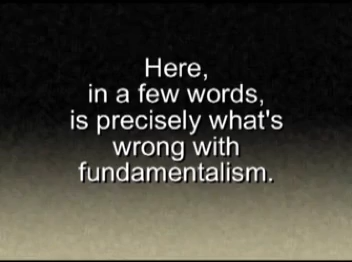 Here,
in a few words,
is precisely what's
wrong with
fundamentalism.